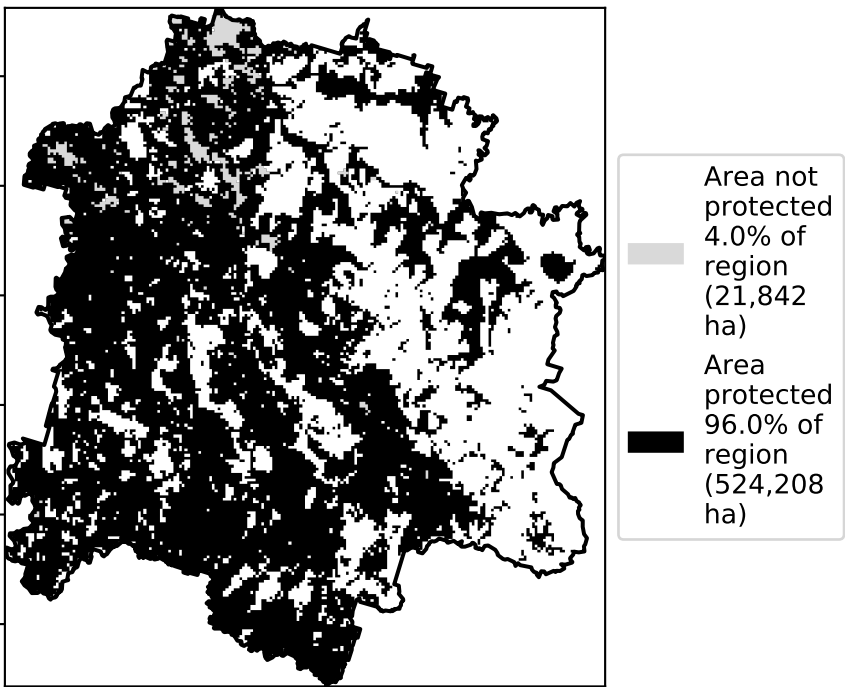 Area not
protected
4.0% of
region
(21,842
ha)
Area
protected
96.0% of
region
(524,208
ha)